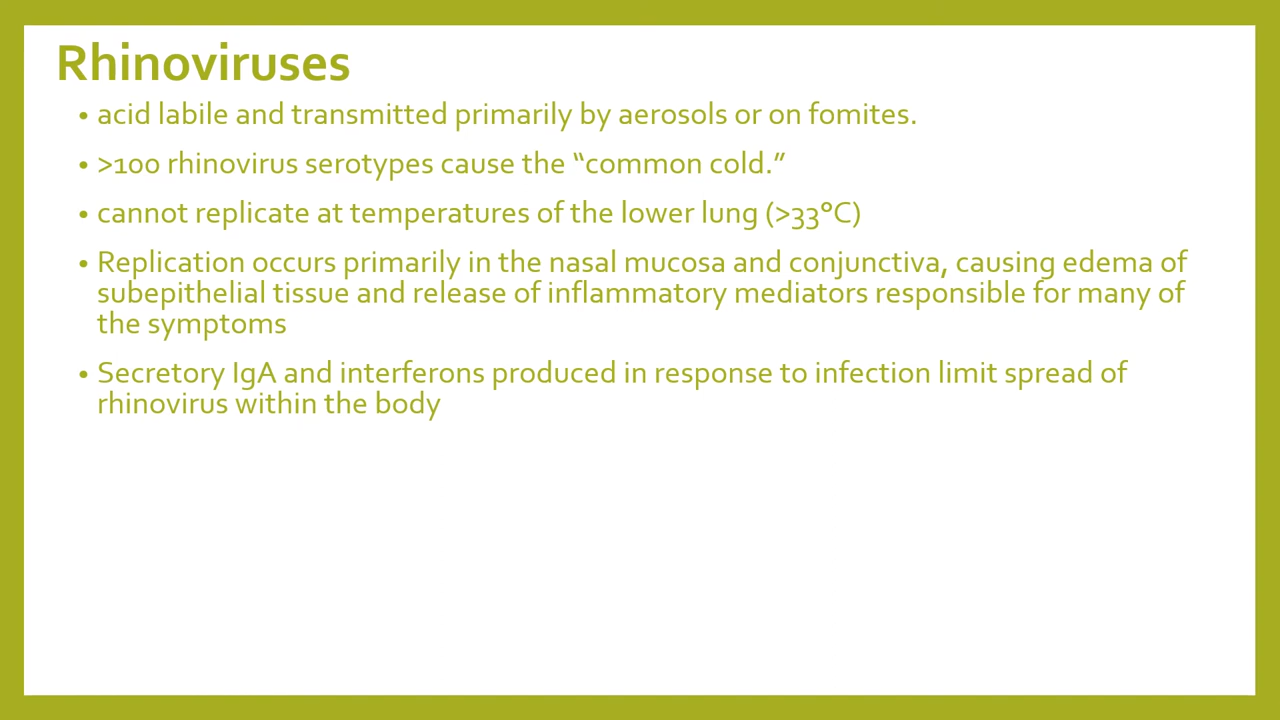 Rhinoviruses
• acid labile and transmitted primarily by aerosols or on fomites.
• >100 rhinovirus serotypes cause the “common cold.”
• cannot replicate at temperatures of the lower lung (>33°C)
• Replication occurs primarily in the nasal mucosa and conjunctiva, causing edema of
subepithelial tissue and release of inflammatory mediators responsible for many of
the symptoms
• Secretory IgA and interferons produced in response to infection limit spread of
rhinovirus within the body